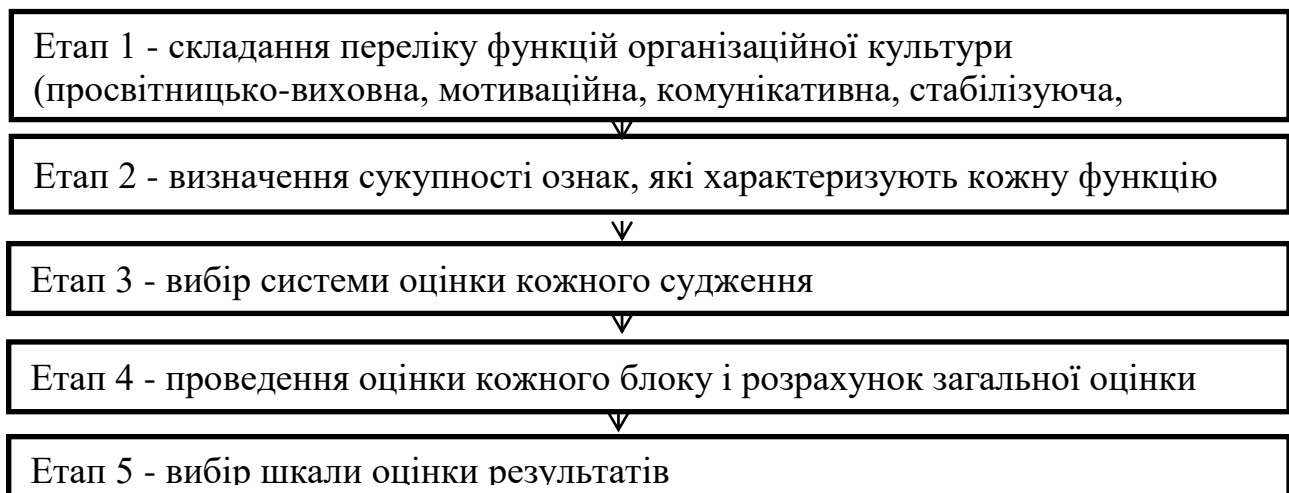 Етап 1 - складання переліку функцій організаційної культури
(просвітницько-виховна, мотиваційна, комунікативна, стабілізуюча,
Етап 2 - визначення сукупності ознак, які характеризують кожну функцію
Етап 3 - вибір системи оцінки кожного судження
Етап 4 - проведення оцінки кожного блоку і розрахунок загальної оцінки
Етап 5 - вибір шкали оцінки результатів